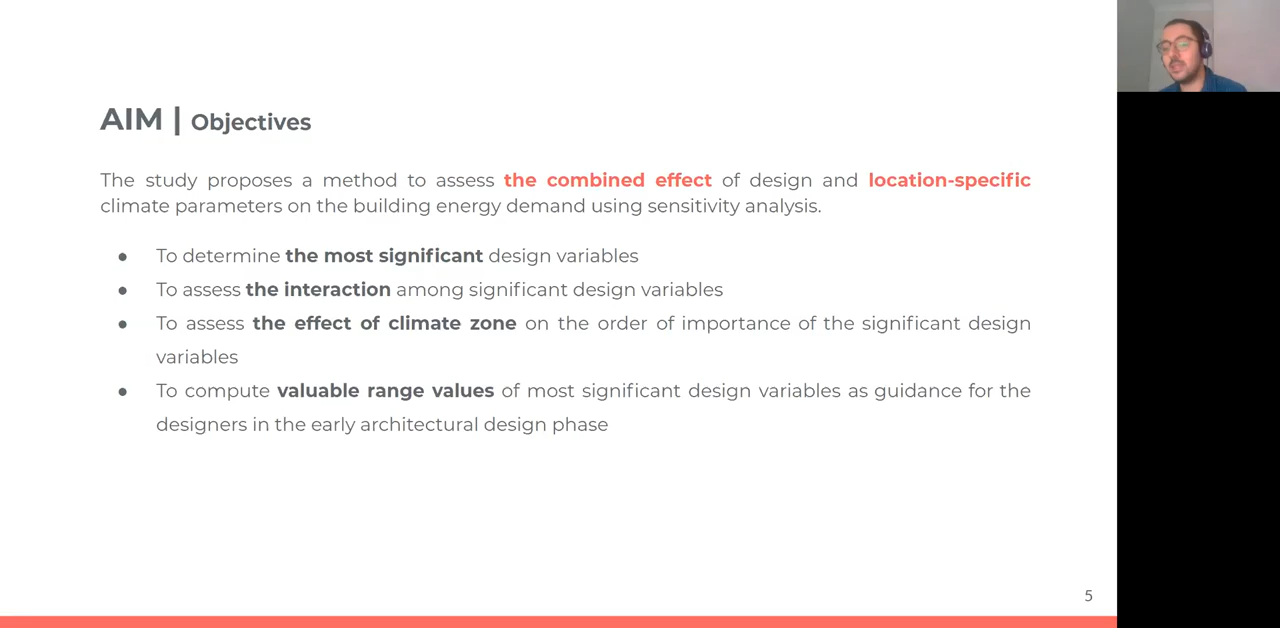 AIM | Objectives
The study proposes a method to assess the combined effect of design and location-specific
climate parameters on the building energy demand using sensitivity analysis.
● To determine the most significant design variables
● To assess the interaction among significant design variables
● To assess the effect of climate zone on the order of importance of the significant design
variables
● To compute valuable range values of most significant design variables as guidance for the
designers in the early architectural design phase
5